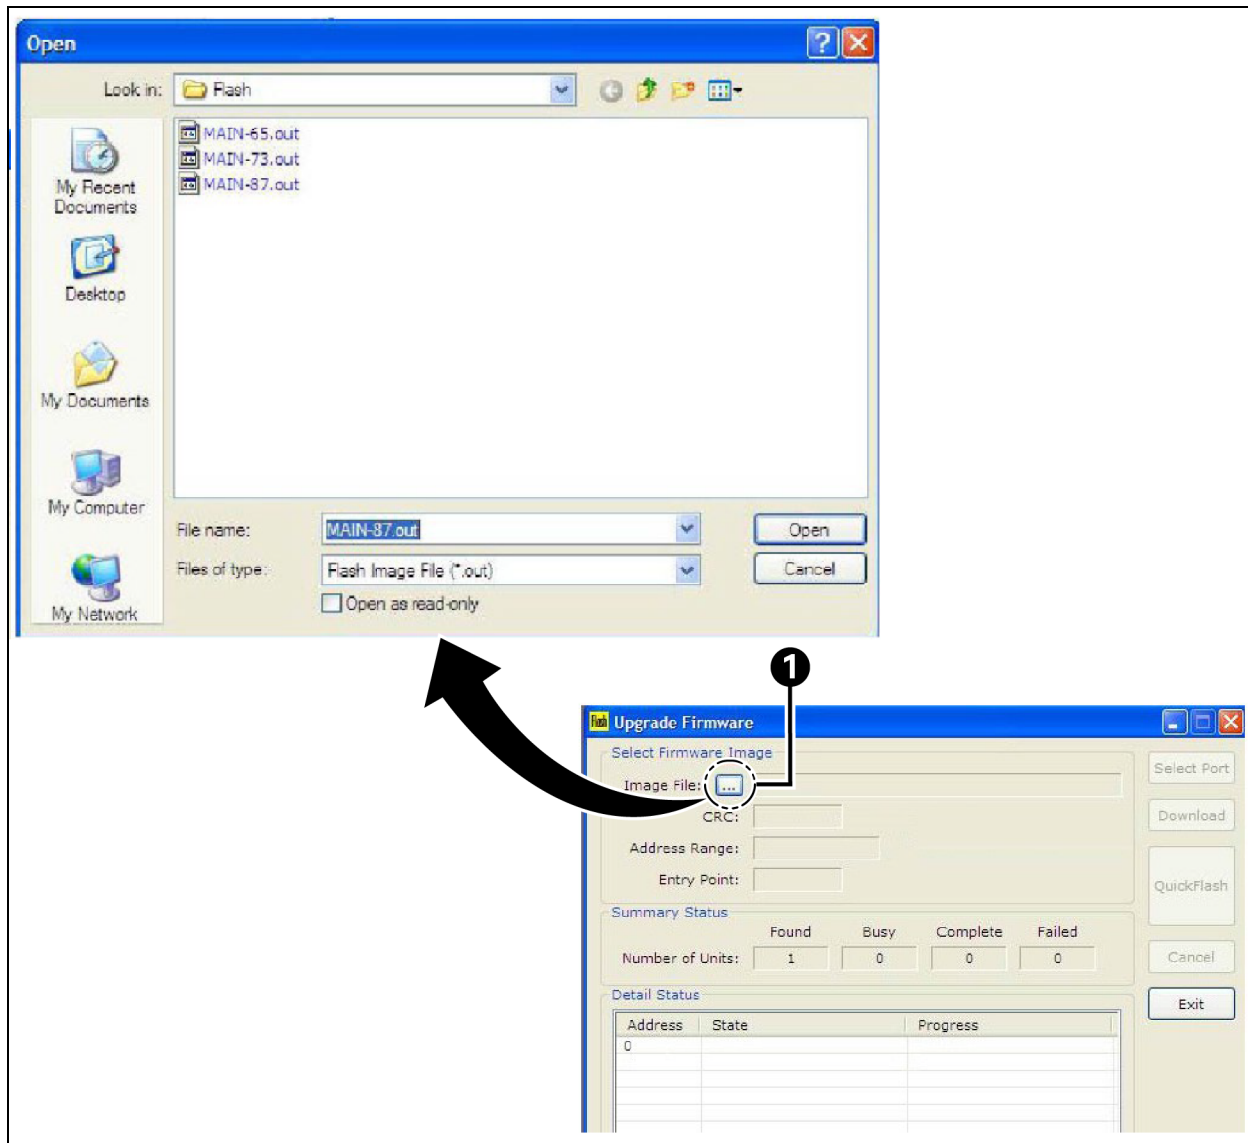 Open
Look in: Flash
MAIN-65.out
MAIN-73.out
MAIN-87.out
My Recent
Documents
Desktop
My Documents
My Computer
My Network
File name: MAIN-87.out Open
Files of type: Flash Image File (*.out) Cancel
Open as read-only
1
Flash Upgrade Firmware
Select Firmware Image
Image File: ... Select Port
CRC: Download
Address Range:
Entry Point: QuickFlash
Summary Status
Found Busy Complete Failed
Number of Units: 1 0 0 0 Cancel
Detail Status
Exit
Address State Progress
0